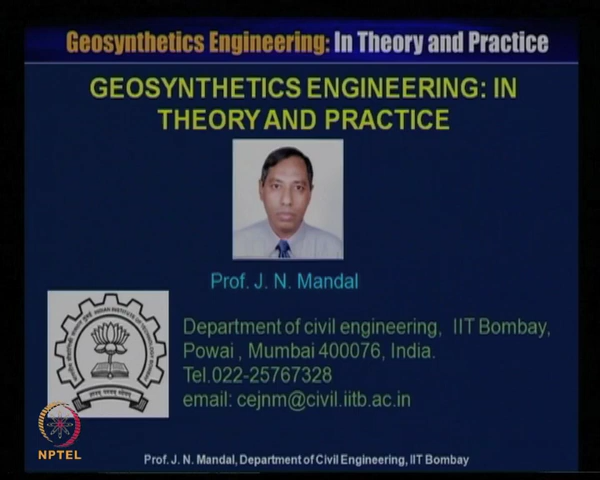 Geosynthetics Engineering: In Theory and Practice
GEOSYNTHETICS ENGINEERING: IN
THEORY AND PRACTICE
Prof. J. N. Mandal
Department of civil engineering, IIT Bombay,
Powai , Mumbai 400076, India.
Tel.022-25767328
email: cejnm@civil.iitb.ac.in
NPTEL
Prof. J. N. Mandal, Department of Civil Engineering, IIT Bombay